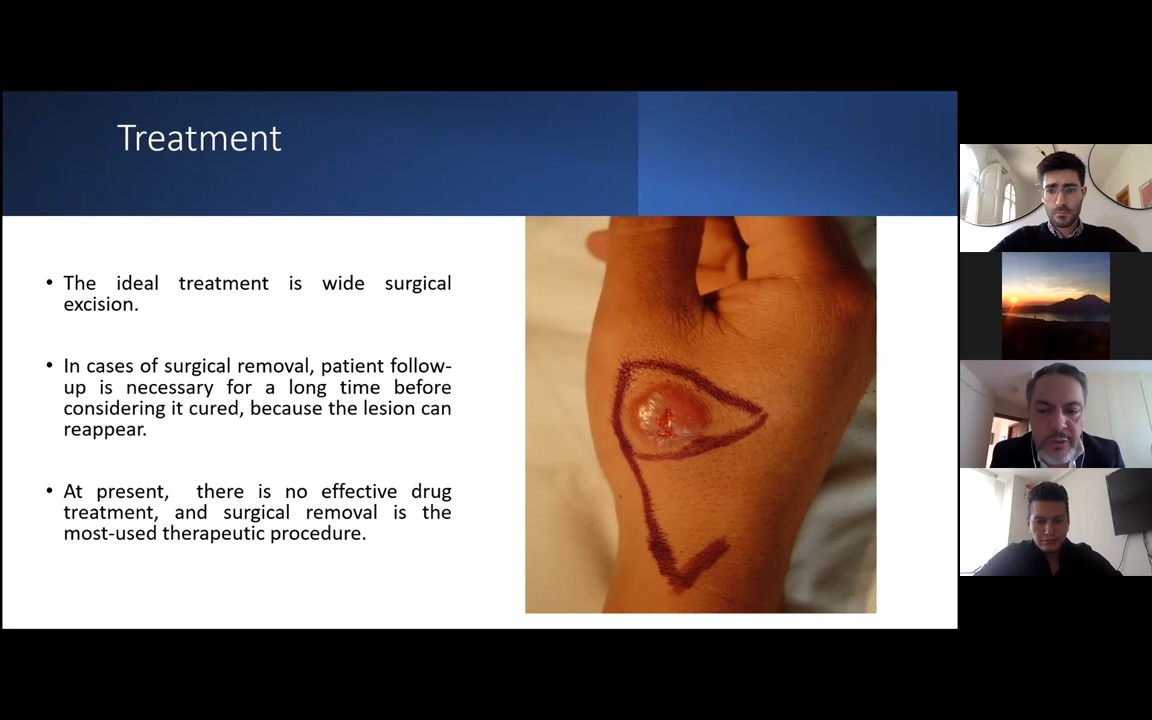 Treatment
• The ideal treatment is wide surgical
excision.
• In cases of surgical removal, patient follow-
up is necessary for a long time before
considering it cured, because the lesion can
reappear.
• At present, there is no effective drug
treatment, and surgical removal is the
most-used therapeutic procedure.